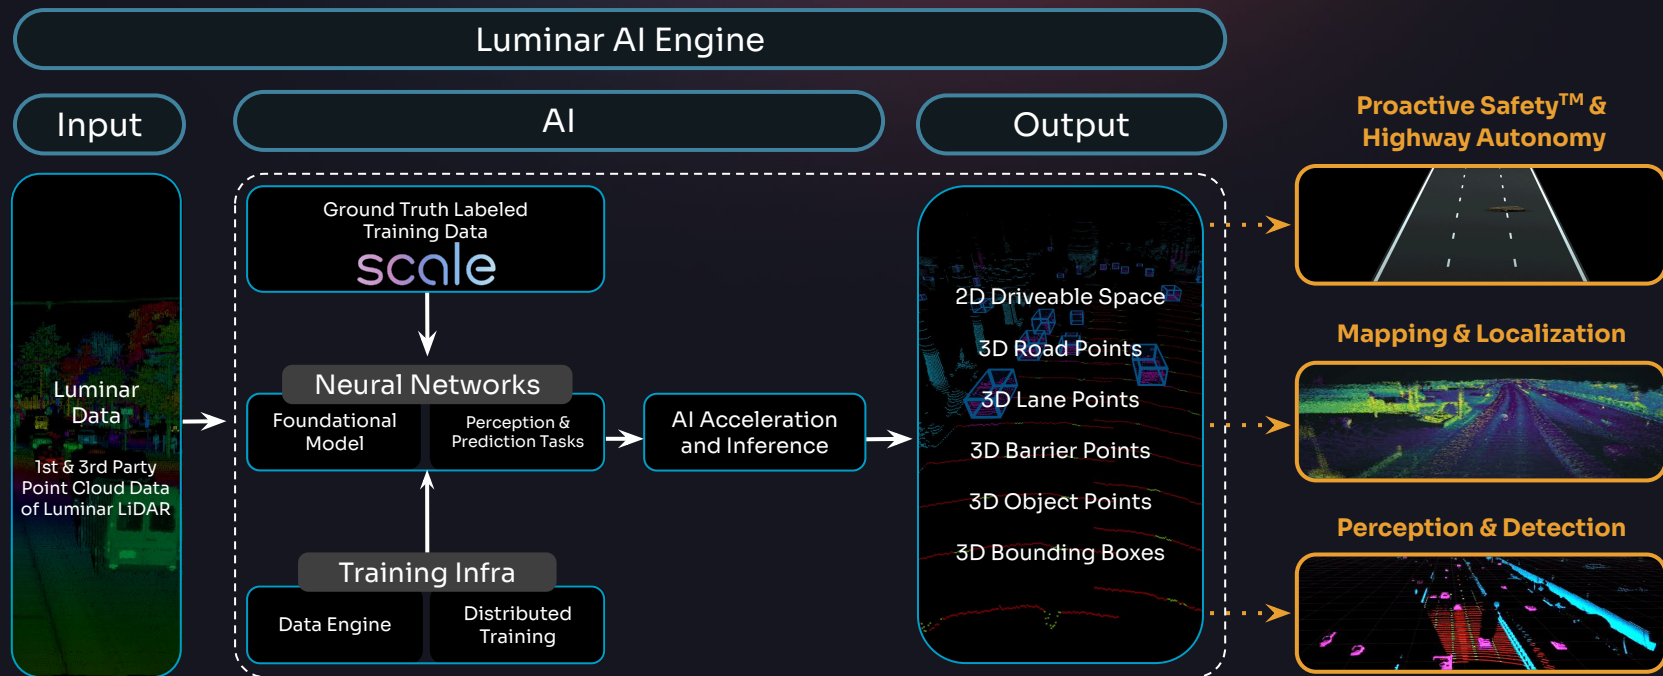 Luminar AI Engine
Input
AI
Output
Luminar
Data
1st & 3rd Party
Point Cloud Data
of Luminar LiDAR
Ground Truth Labeled
Training Data
scale
Neural Networks
Foundational
Model
Perception &
Prediction Tasks
Training Infra
Data Engine
Distributed
Training
AI Acceleration
and Inference
2D Driveable Space
3D Road Points
3D Lane Points
3D Barrier Points
3D Object Points
3D Bounding Boxes
Proactive Safety™ &
Highway Autonomy
Mapping & Localization
Perception & Detection